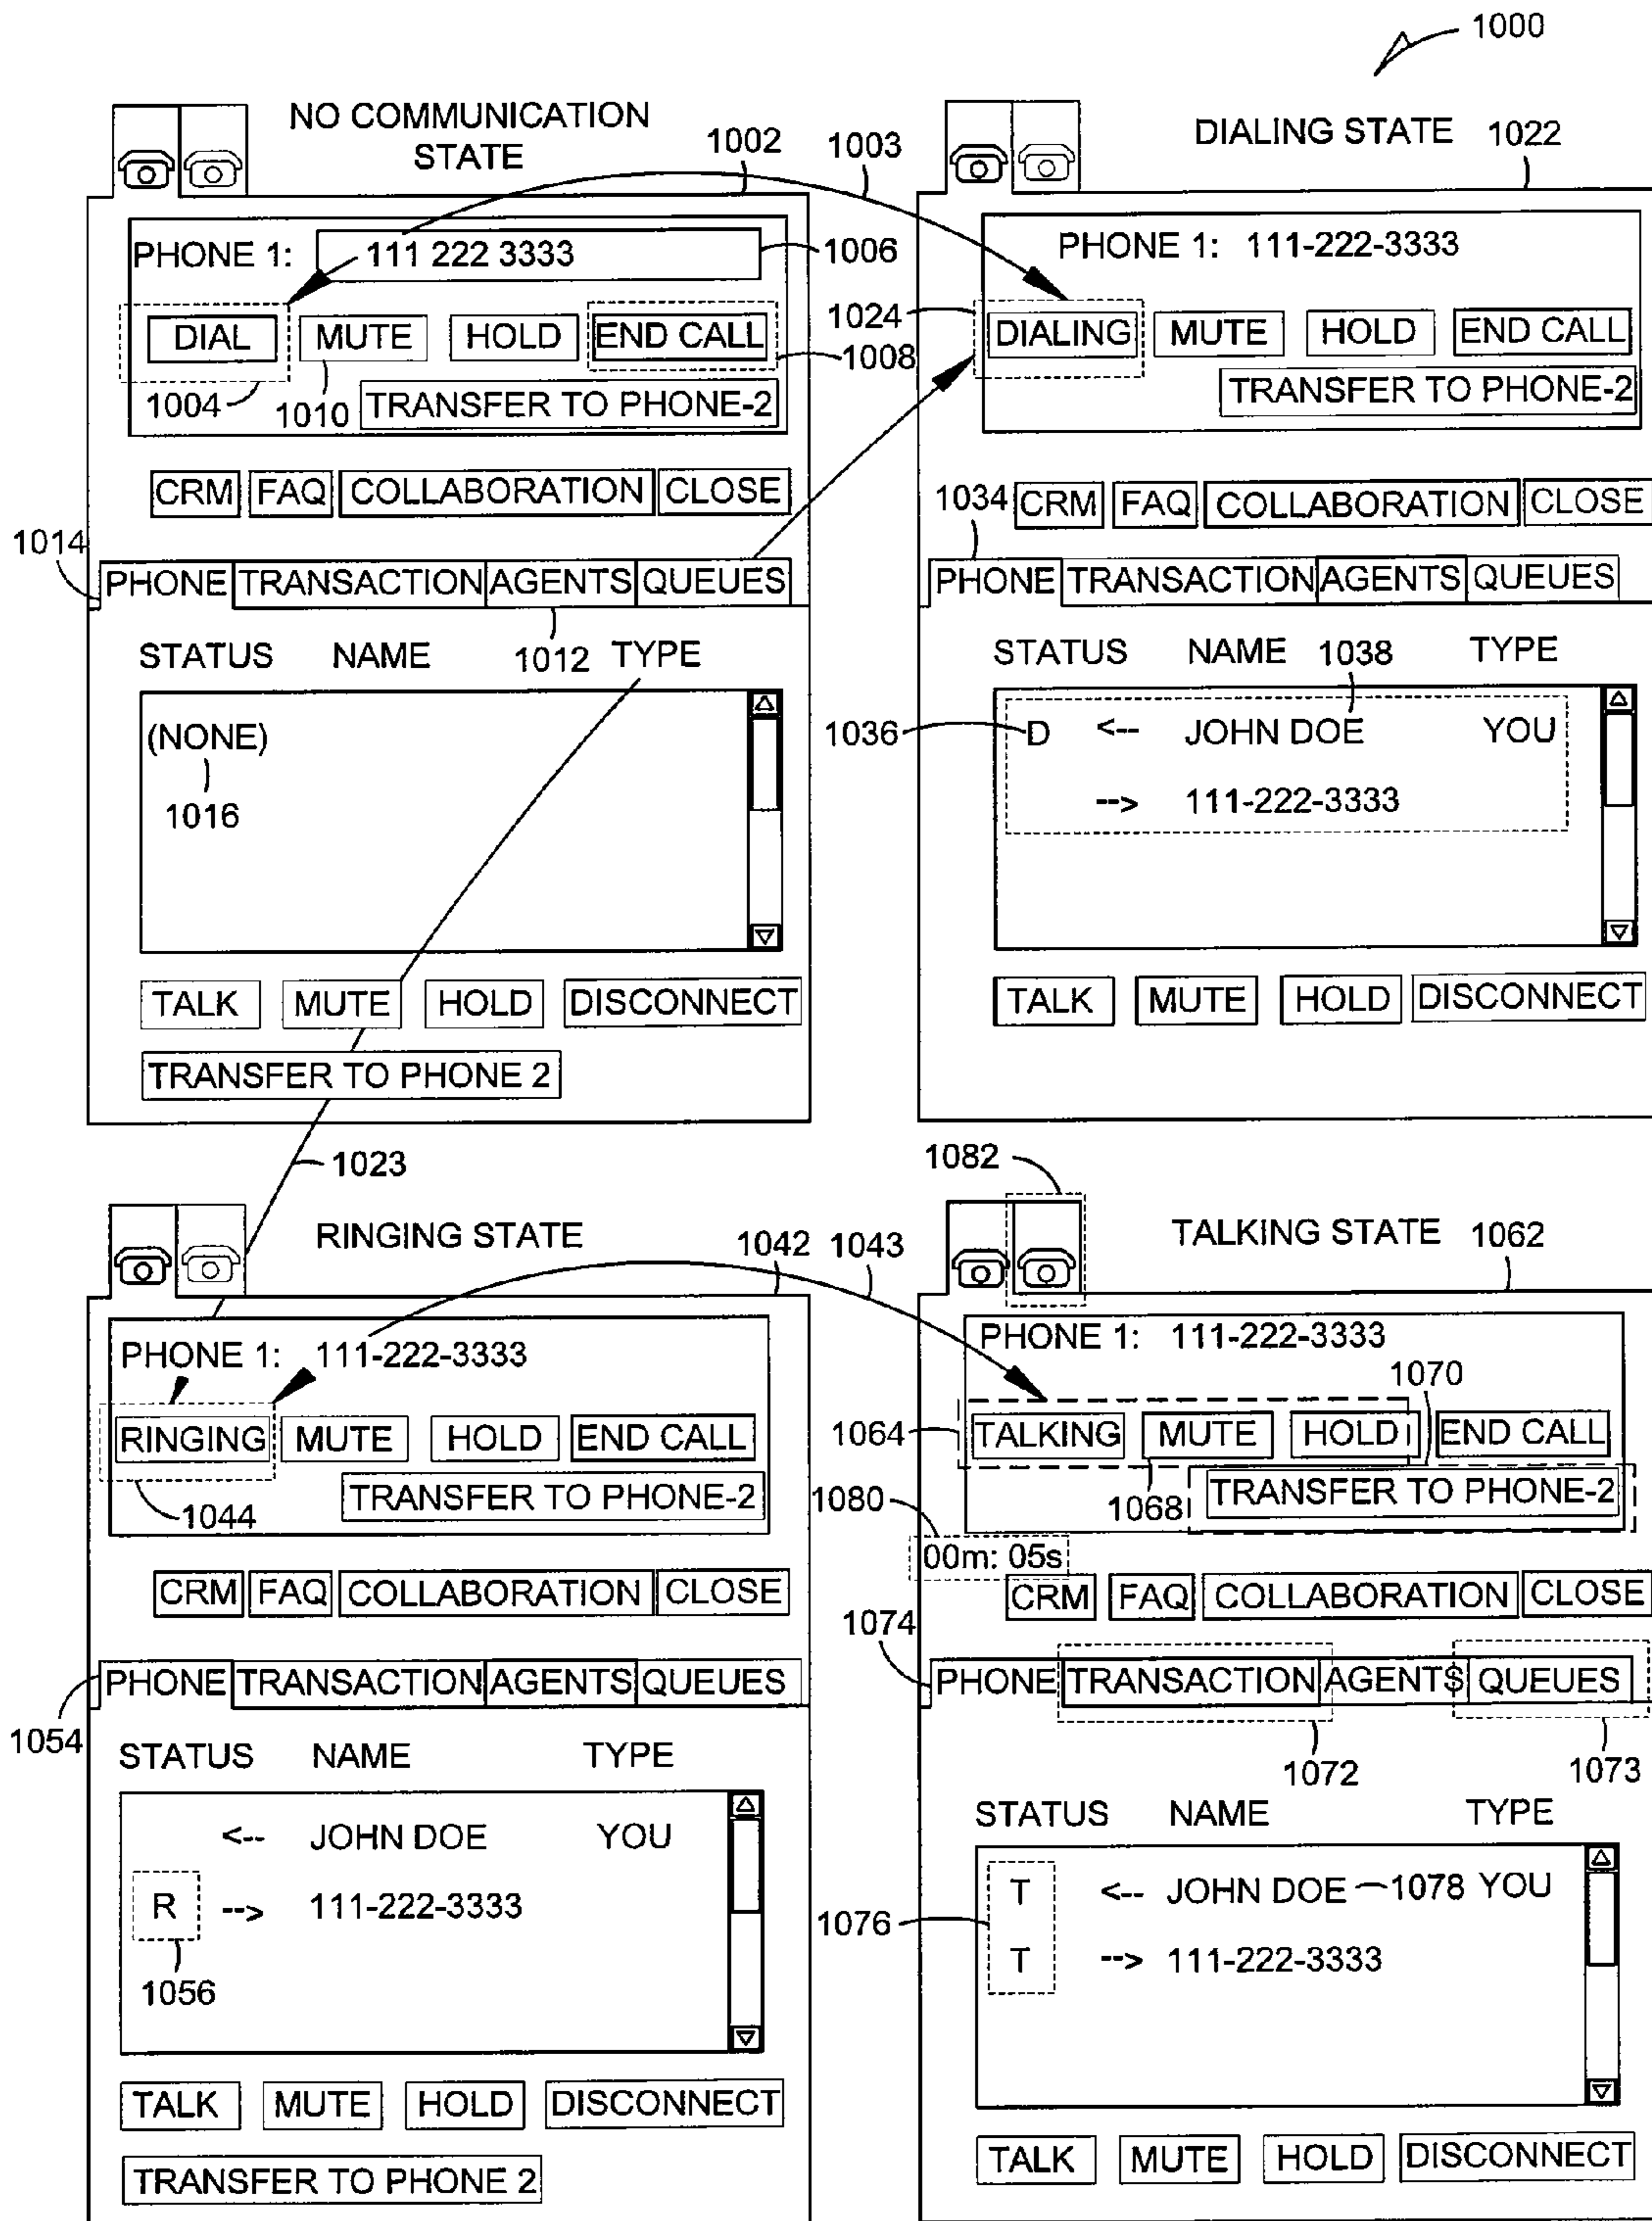 1000
NO COMMUNICATION
STATE
1002
1003
PHONE 1: 111 222 3333
1006
DIAL MUTE HOLD END CALL
1008
1004
1010
TRANSFER TO PHONE-2
CRM FAQ COLLABORATION CLOSE
1014
PHONE TRANSACTION AGENTS QUEUES
STATUS NAME 1012 TYPE
(NONE)
1016
TALK MUTE HOLD DISCONNECT
TRANSFER TO PHONE 2
1023
DIALING STATE
1022
PHONE 1: 111-222-3333
1024
DIALING MUTE HOLD END CALL
TRANSFER TO PHONE-2
1034
CRM FAQ COLLABORATION CLOSE
PHONE TRANSACTION AGENTS QUEUES
STATUS NAME 1038 TYPE
1036
D <-- JOHN DOE YOU
--> 111-222-3333
TALK MUTE HOLD DISCONNECT
RINGING STATE
1042
1043
PHONE 1: 111-222-3333
RINGING MUTE HOLD END CALL
1044
TRANSFER TO PHONE-2
CRM FAQ COLLABORATION CLOSE
PHONE TRANSACTION AGENTS QUEUES
1054
STATUS NAME TYPE
<-- JOHN DOE YOU
R --> 111-222-3333
1056
TALK MUTE HOLD DISCONNECT
TRANSFER TO PHONE 2
1082
TALKING STATE
1062
PHONE 1: 111-222-3333
1070
1064
TALKING MUTE HOLD END CALL
1080
1068
TRANSFER TO PHONE-2
00m: 05s
CRM FAQ COLLABORATION CLOSE
1074
PHONE TRANSACTION AGENTS QUEUES
1072
1073
STATUS NAME TYPE
T <-- JOHN DOE 1078 YOU
1076
T --> 111-222-3333
TALK MUTE HOLD DISCONNECT